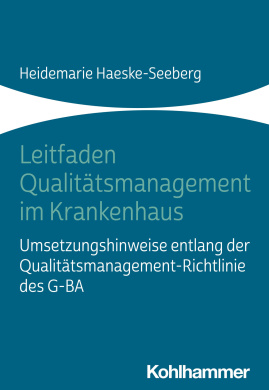 Heidemarie Haeske-Seeberg
Leitfaden
Qualitätsmanagement
im Krankenhaus
Umsetzungshinweise entlang der
Qualitätsmanagement-Richtlinie
des G-BA
Kohlhammer